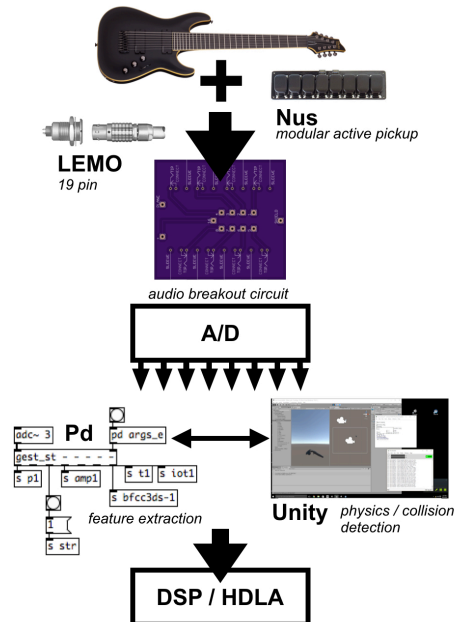 Nus
modular active pickup
LEMO
19 pin
audio breakout circuit
A/D
Pd
adc~ 3
pd args_e
gest_st - - - - -
s p1
s amp1
s t1
s iot1
s bfcc3ds-1
1
s str
feature extraction
Unity
physics / collision
detection
DSP / HDLA